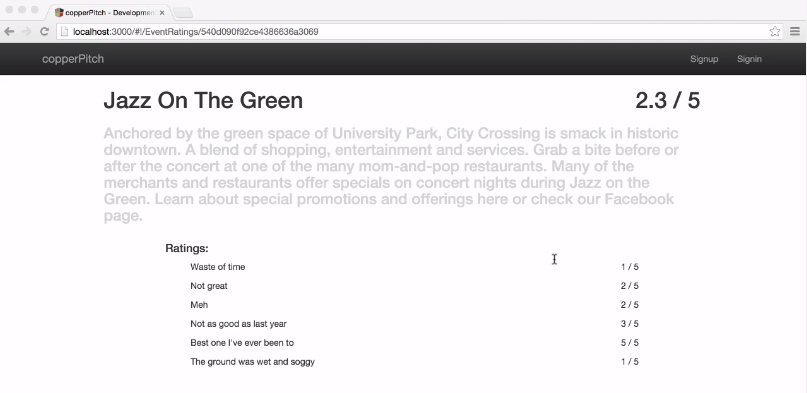 copperPitch - Developmen
localhost:3000/#!/EventRatings/540d090f92ce4386636a3069
copperPitch Signup Signin
Jazz On The Green 2.3 / 5
Anchored by the green space of University Park, City Crossing is smack in historic
downtown. A blend of shopping, entertainment and services. Grab a bite before or
after the concert at one of the many mom-and-pop restaurants. Many of the
merchants and restaurants offer specials on concert nights during Jazz on the
Green. Learn about special promotions and offerings here or check our Facebook
page.
Ratings:
Waste of time 1 / 5
Not great 2 / 5
Meh 2 / 5
Not as good as last year 3 / 5
Best one I've ever been to 5 / 5
The ground was wet and soggy 1 / 5